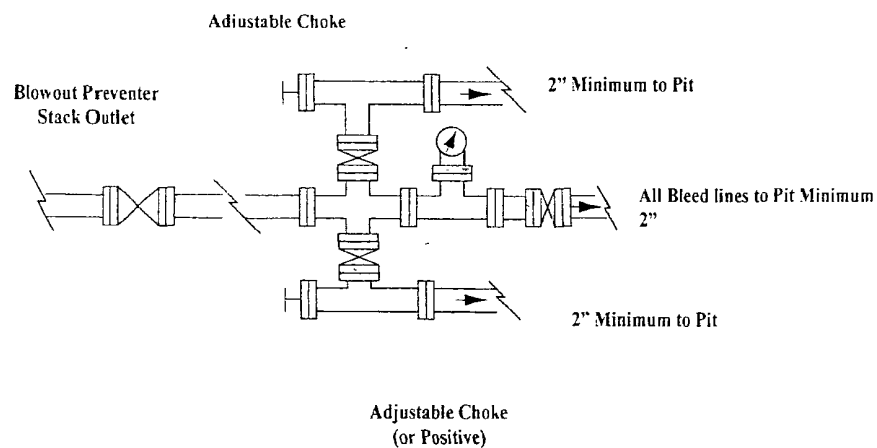 Adiustable Choke
2” Minimum to Pit
Blowout Preventer
Stack Outlet
All Bleed lines to Pit Minimum
2”
2” Minimum to Pit
Adjustable Choke
(or Positive)